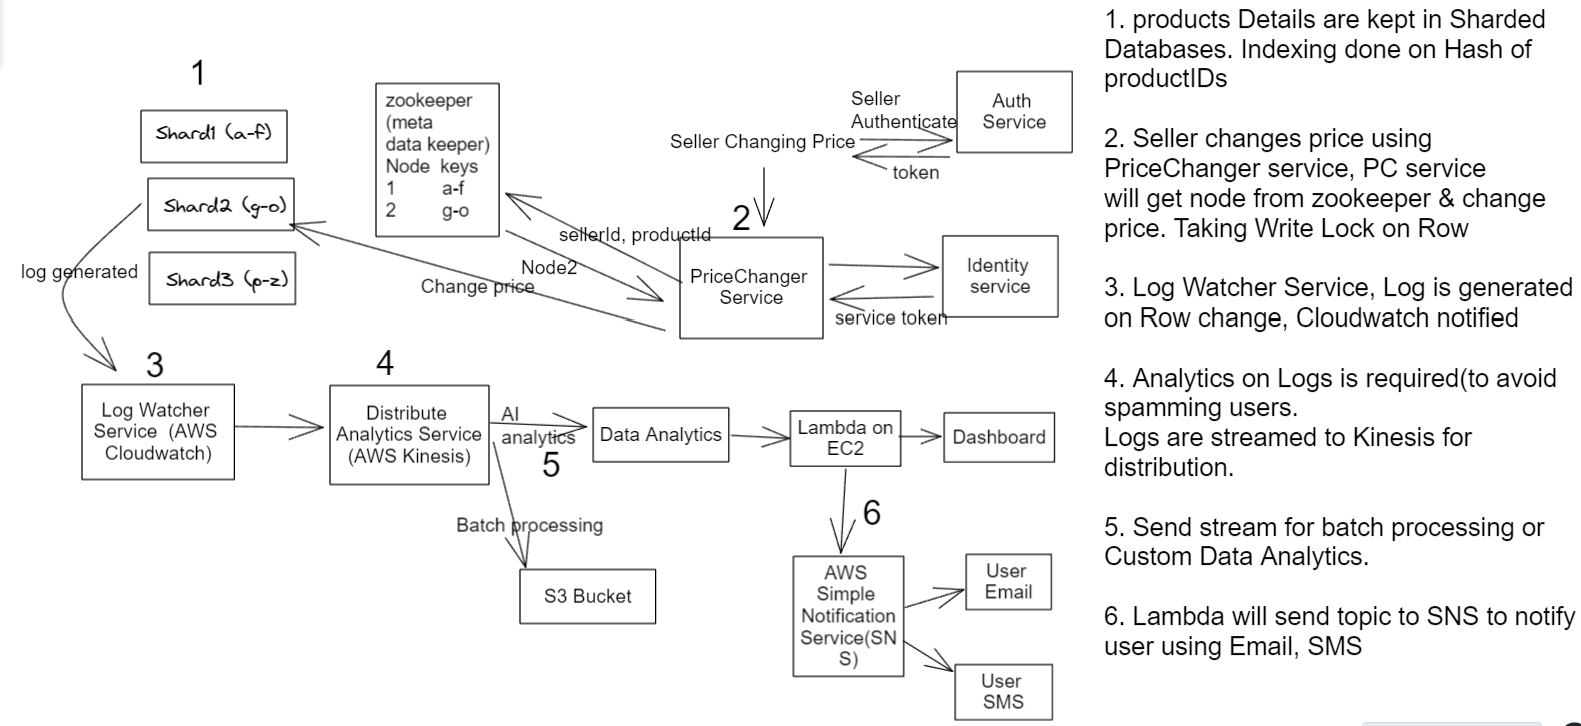 1
Shard1 (a-f)
Shard2 (g-o)
Shard3 (p-z)
log generated
zookeeper
(meta
data keeper)
Node keys
1 a-f
2 g-o
Seller Changing Price
Seller
Authenticate
token
Auth
Service
2
sellerId, productId
Node2
Change price
PriceChanger
Service
service token
Identity
service
3
Log Watcher
Service (AWS
Cloudwatch)
4
Distribute
Analytics Service
(AWS Kinesis)
AI
analytics
5
Data Analytics
Lambda on
EC2
Dashboard
Batch processing
S3 Bucket
6
AWS
Simple
Notification
Service(SN
S)
User
Email
User
SMS
1. products Details are kept in Sharded
Databases. Indexing done on Hash of
productIDs
2. Seller changes price using
PriceChanger service, PC service
will get node from zookeeper & change
price. Taking Write Lock on Row
3. Log Watcher Service, Log is generated
on Row change, Cloudwatch notified
4. Analytics on Logs is required(to avoid
spamming users.
Logs are streamed to Kinesis for
distribution.
5. Send stream for batch processing or
Custom Data Analytics.
6. Lambda will send topic to SNS to notify
user using Email, SMS